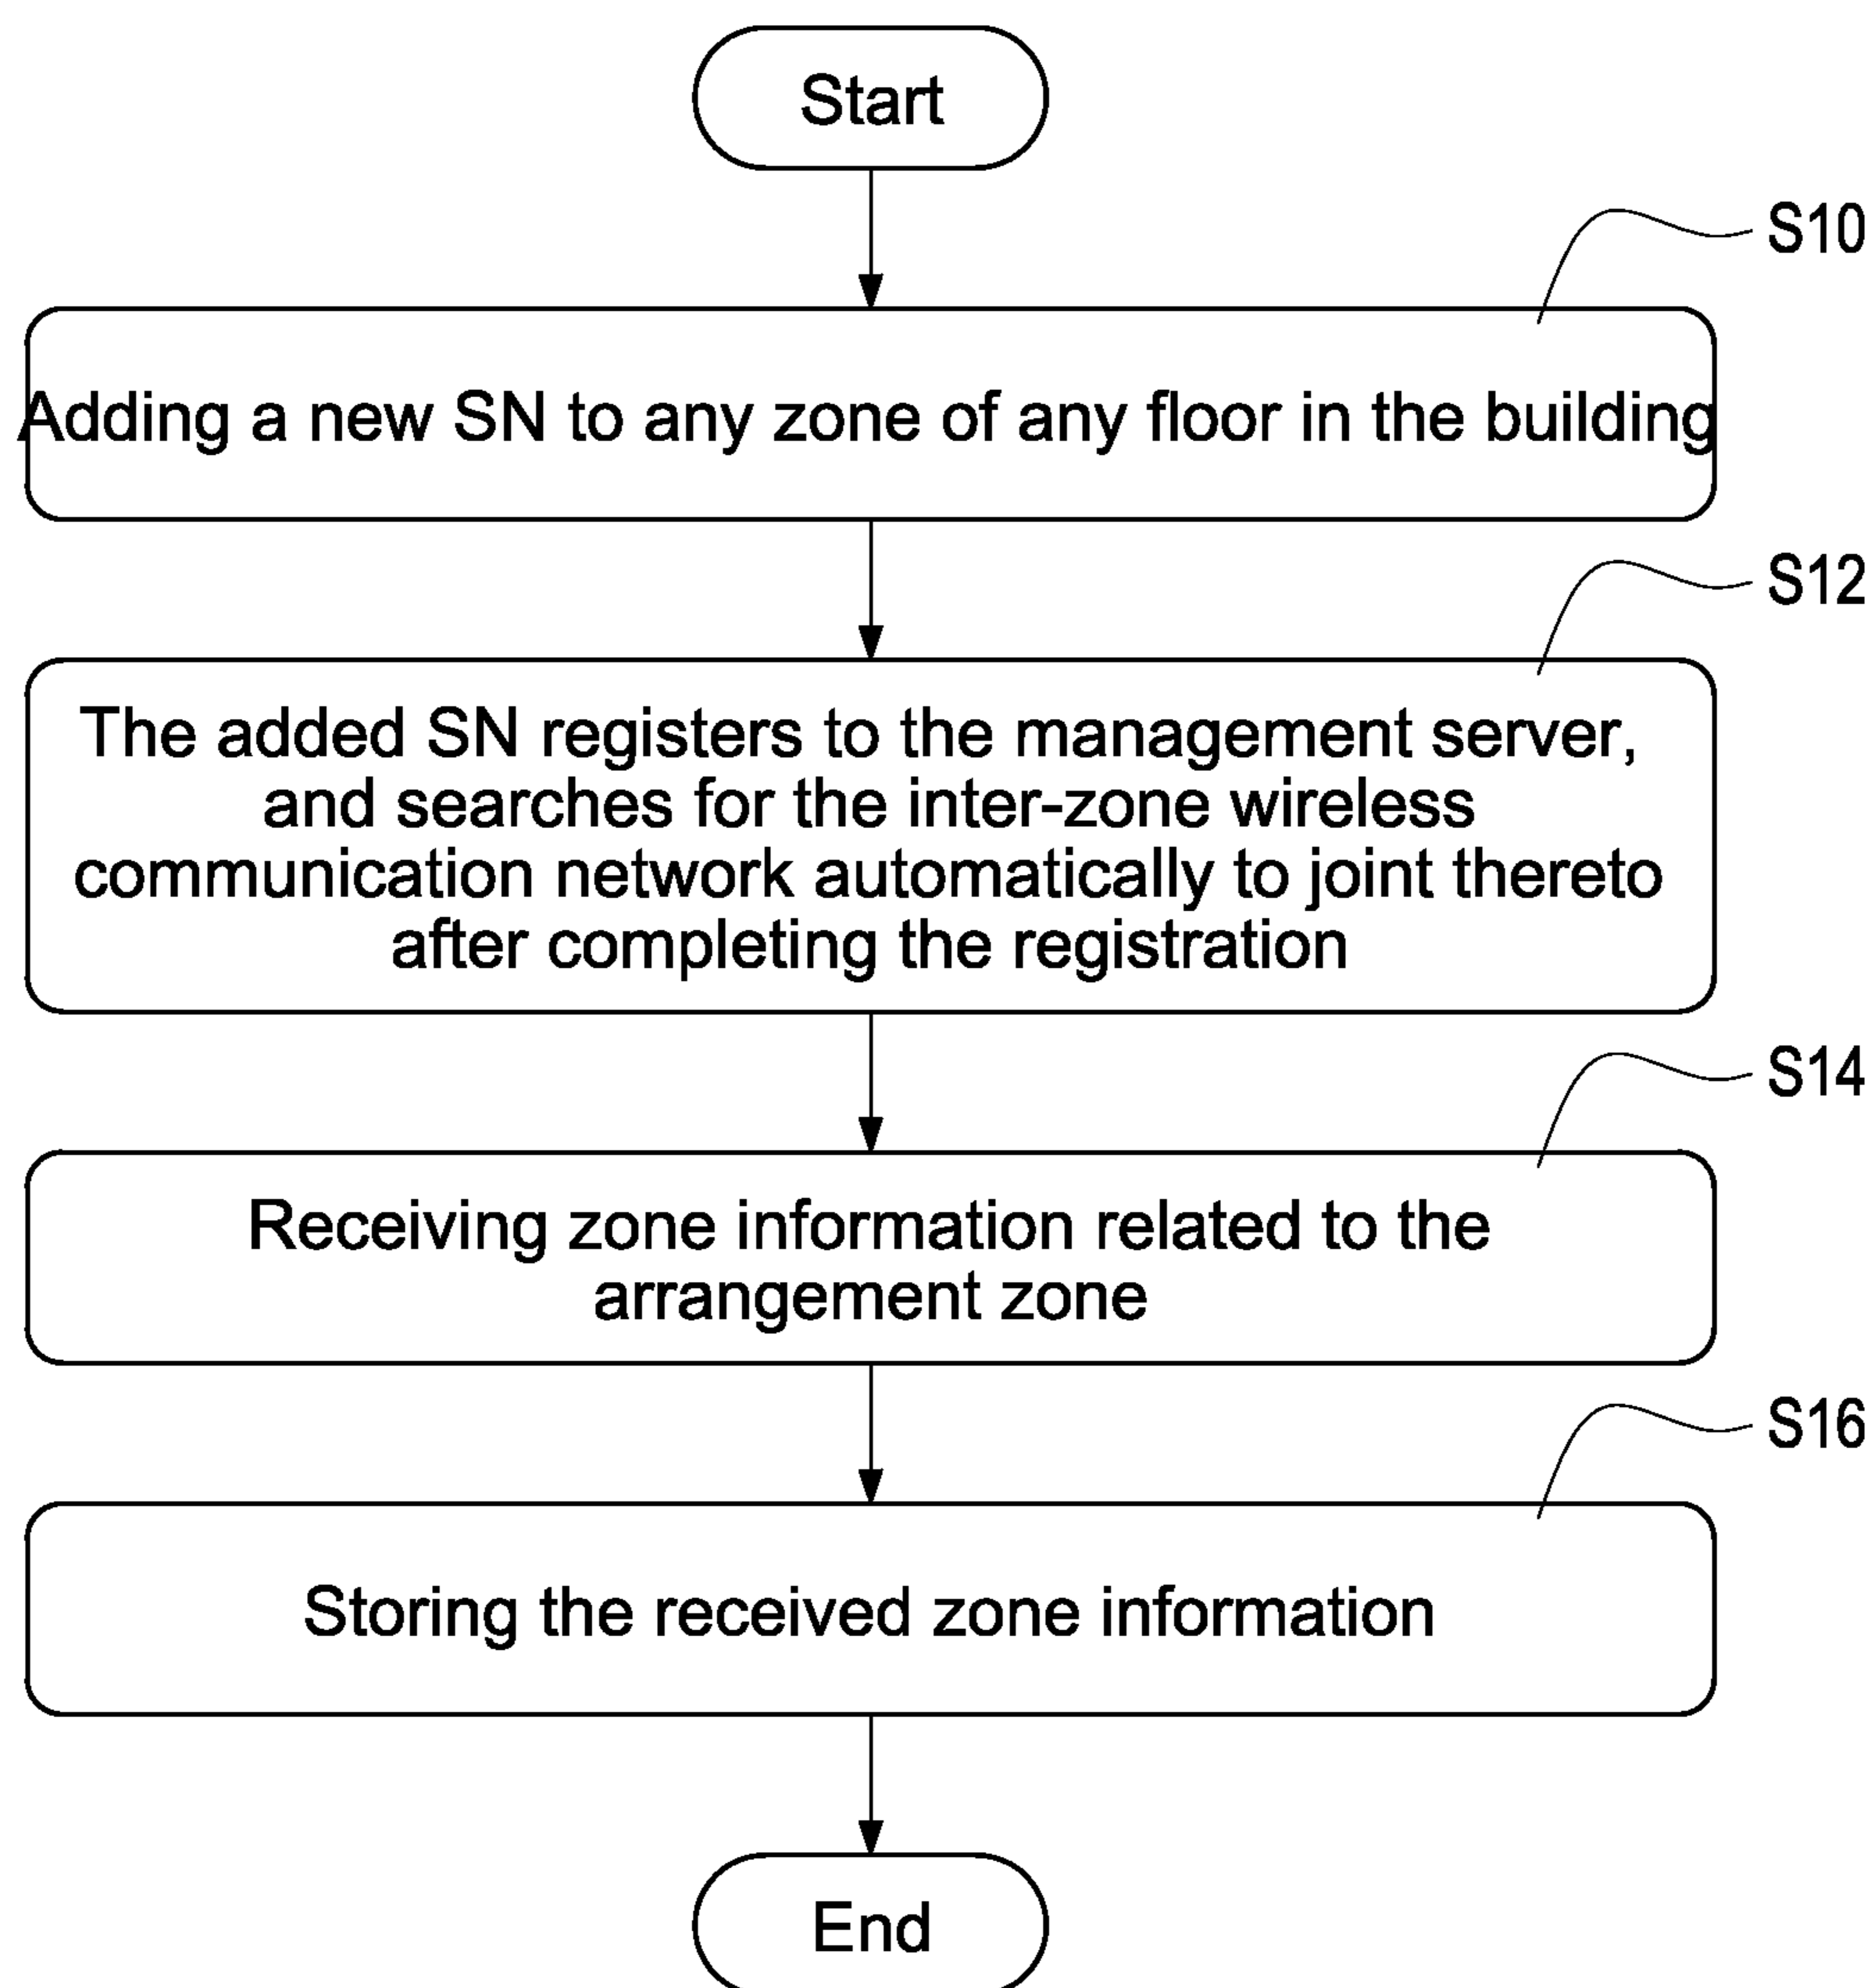 Start
S10
Adding a new SN to any zone of any floor in the building
S12
The added SN registers to the management server,
and searches for the inter-zone wireless
communication network automatically to joint thereto
after completing the registration
S14
Receiving zone information related to the
arrangement zone
S16
Storing the received zone information
End